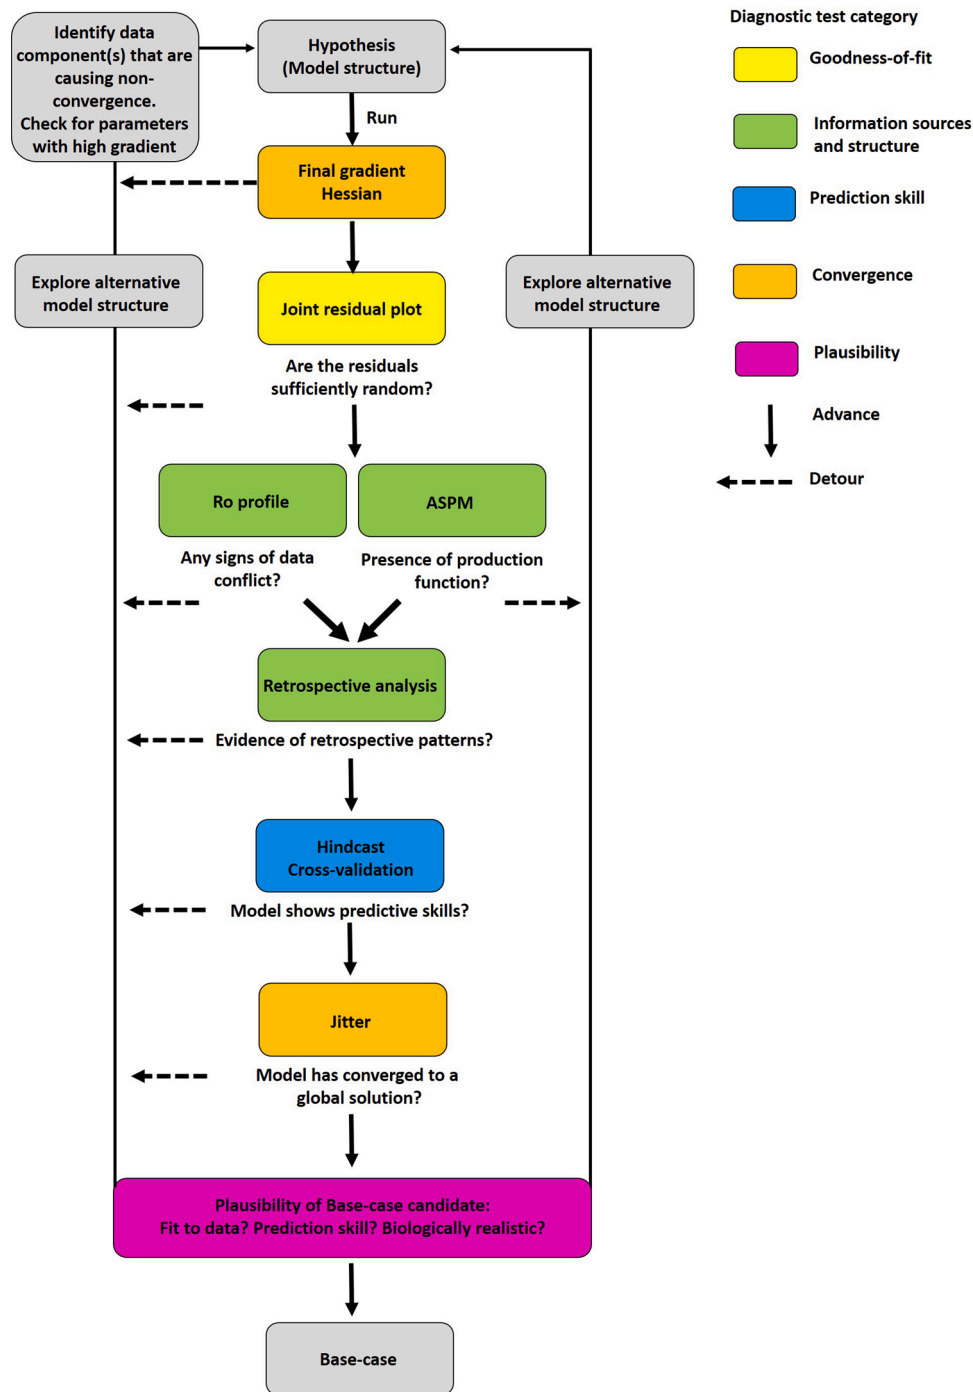 Identify data
component(s) that are
causing non-
convergence.
Check for parameters
with high gradient
Hypothesis
(Model structure)
Run
Final gradient
Hessian
Explore alternative
model structure
Joint residual plot
Explore alternative
model structure
Are the residuals
sufficiently random?
Ro profile
ASPM
Any signs of data
conflict?
Presence of production
function?
Retrospective analysis
Evidence of retrospective patterns?
Hindcast
Cross-validation
Model shows predictive skills?
Jitter
Model has converged to a
global solution?
Plausibility of Base-case candidate:
Fit to data? Prediction skill? Biologically realistic?
Base-case
Diagnostic test category
Goodness-of-fit
Information sources
and structure
Prediction skill
Convergence
Plausibility
Advance
Detour